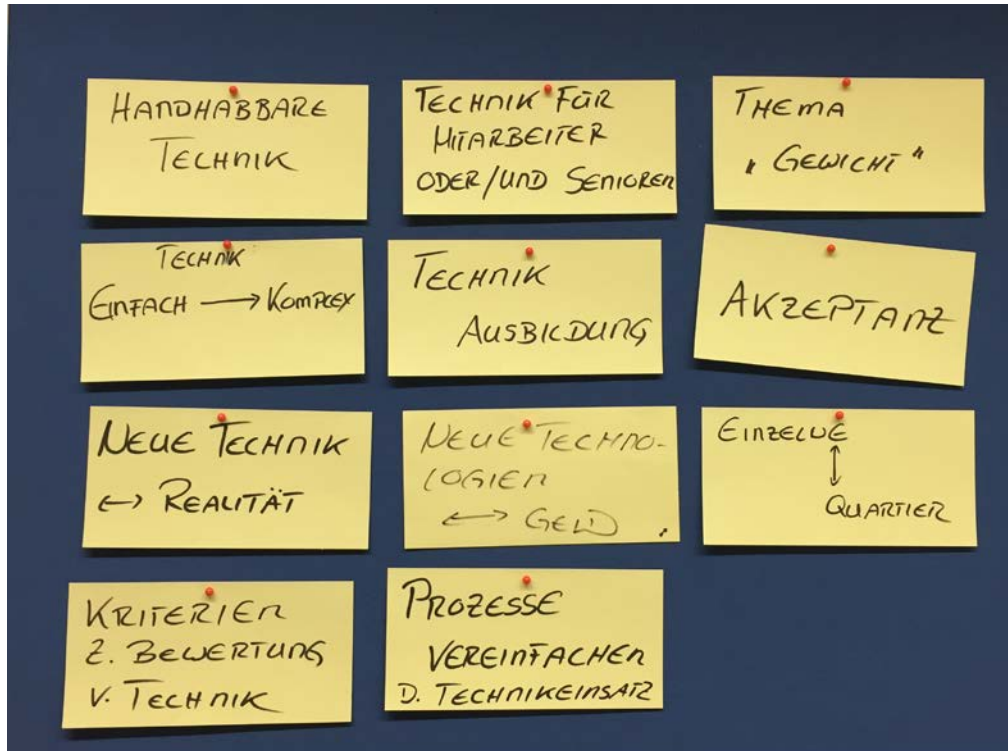 HANDHABBARE
TECHNIK
TECHNIK FÜR
MITARBEITER
ODER/UND SENIOREN
THEMA
„GEWICHT"
TECHNIK
EINFACH → KOMPLEX
TECHNIK
AUSBILDUNG
AKZEPTANZ
NEUE TECHNIK
↔ REALITÄT
NEUE TECHNO-
LOGIEN
↔ GELD
EINZELWE
↕
QUARTIER
KRITERIEN
Z. BEWERTUNG
V. TECHNIK
PROZESSE
VEREINFACHEN
D. TECHNIKEINSATZ